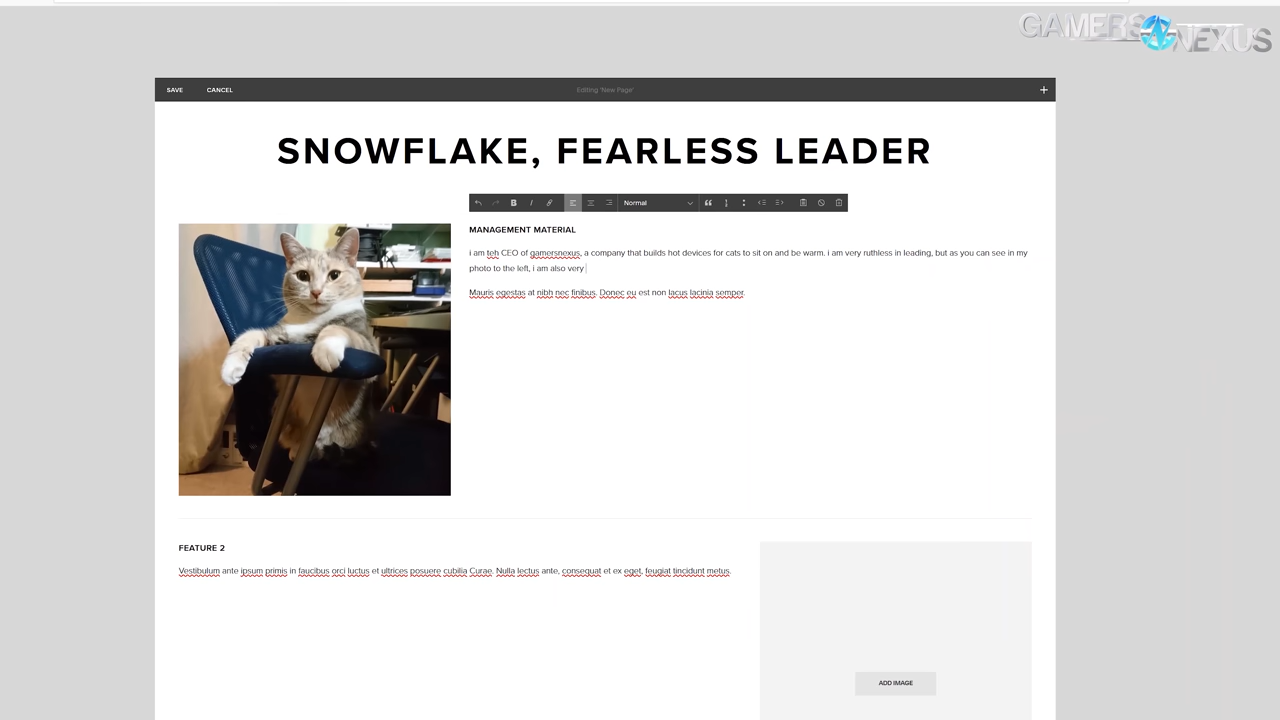 GAMERS NEXUS
SAVE CANCEL Editing 'New Page' +
SNOWFLAKE, FEARLESS LEADER
Normal
MANAGEMENT MATERIAL
i am teh CEO of gamersnexus, a company that builds hot devices for cats to sit on and be warm. i am very ruthless in leading, but as you can see in my
photo to the left, i am also very
Mauris egestas at nibh nec finibus. Donec eu est non lacus lacinia semper.
FEATURE 2
Vestibulum ante ipsum primis in faucibus orci luctus et ultrices posuere cubilia Curae. Nulla lectus ante, consequat et ex eget, feugiat tincidunt metus.
ADD IMAGE